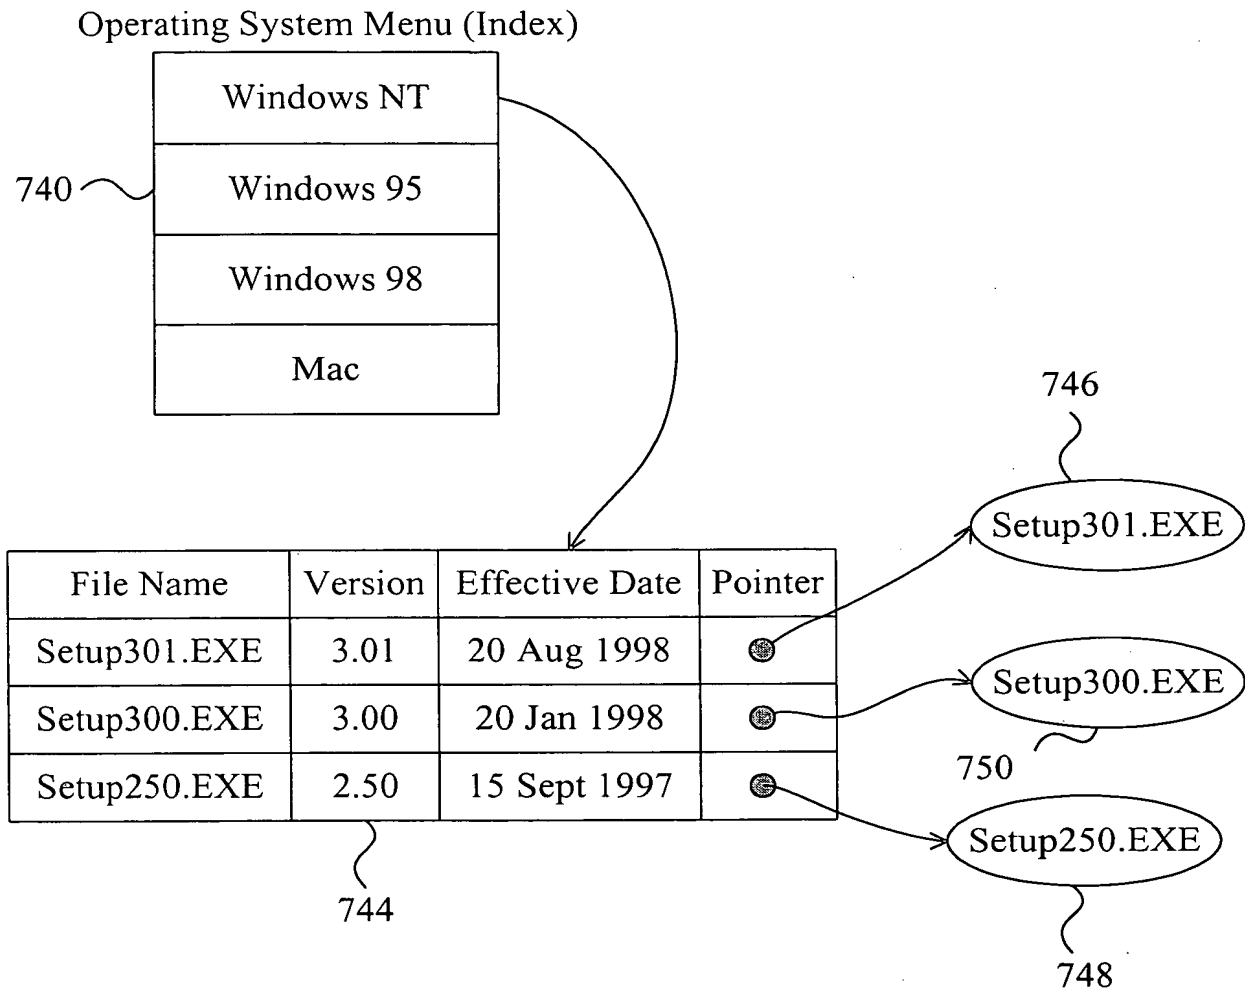 Operating System Menu (Index)
Windows NT
740
Windows 95
Windows 98
Mac
746
Setup301.EXE
File Name Version Effective Date Pointer
Setup301.EXE 3.01 20 Aug 1998
Setup300.EXE
Setup300.EXE 3.00 20 Jan 1998
750
Setup250.EXE 2.50 15 Sept 1997
Setup250.EXE
744
748